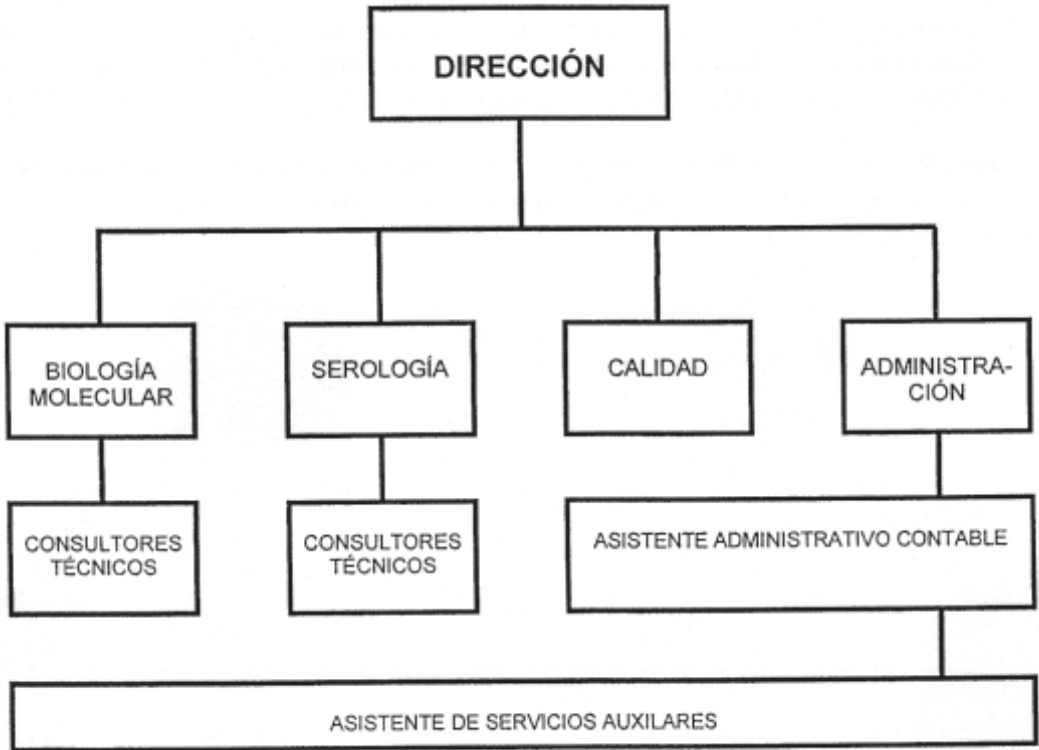 DIRECCIÓN
BIOLOGÍA
MOLECULAR
SEROLOGÍA
CALIDAD
ADMINISTRA-
CIÓN
CONSULTORES
TÉCNICOS
CONSULTORES
TÉCNICOS
ASISTENTE ADMINISTRATIVO CONTABLE
ASISTENTE DE SERVICIOS AUXILARES